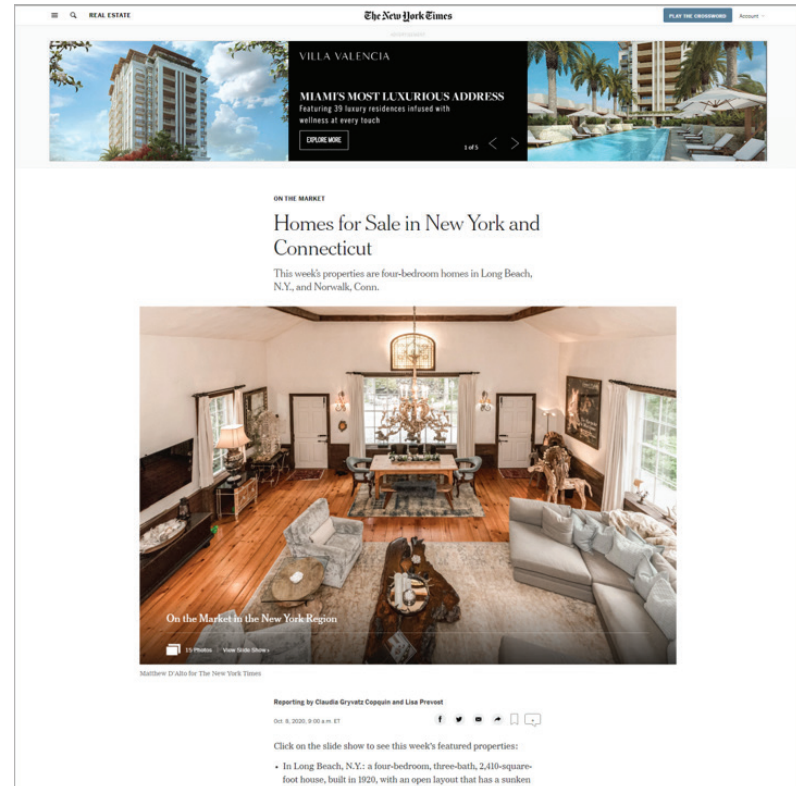 REAL ESTATE
The New York Times
PLAY THE CROSSWORD
Account
ADVERTISEMENT
VILLA VALENCIA
MIAMI'S MOST LUXURIOUS ADDRESS
Featuring 39 luxury residences infused with
wellness at every touch
EXPLORE MORE
1 of 5
ON THE MARKET
Homes for Sale in New York and
Connecticut
This week's properties are four-bedroom homes in Long Beach,
N.Y., and Norwalk, Conn.
On the Market in the New York Region
15 Photos
View Slide Show ›
Matthew D'Alto for The New York Times
Reporting by Claudia Gryvatz Copquin and Lisa Prevost
Oct. 8, 2020, 9:00 a.m. ET
Click on the slide show to see this week's featured properties:
• In Long Beach, N.Y.: a four-bedroom, three-bath, 2,410-square-
foot house, built in 1920, with an open layout that has a sunken